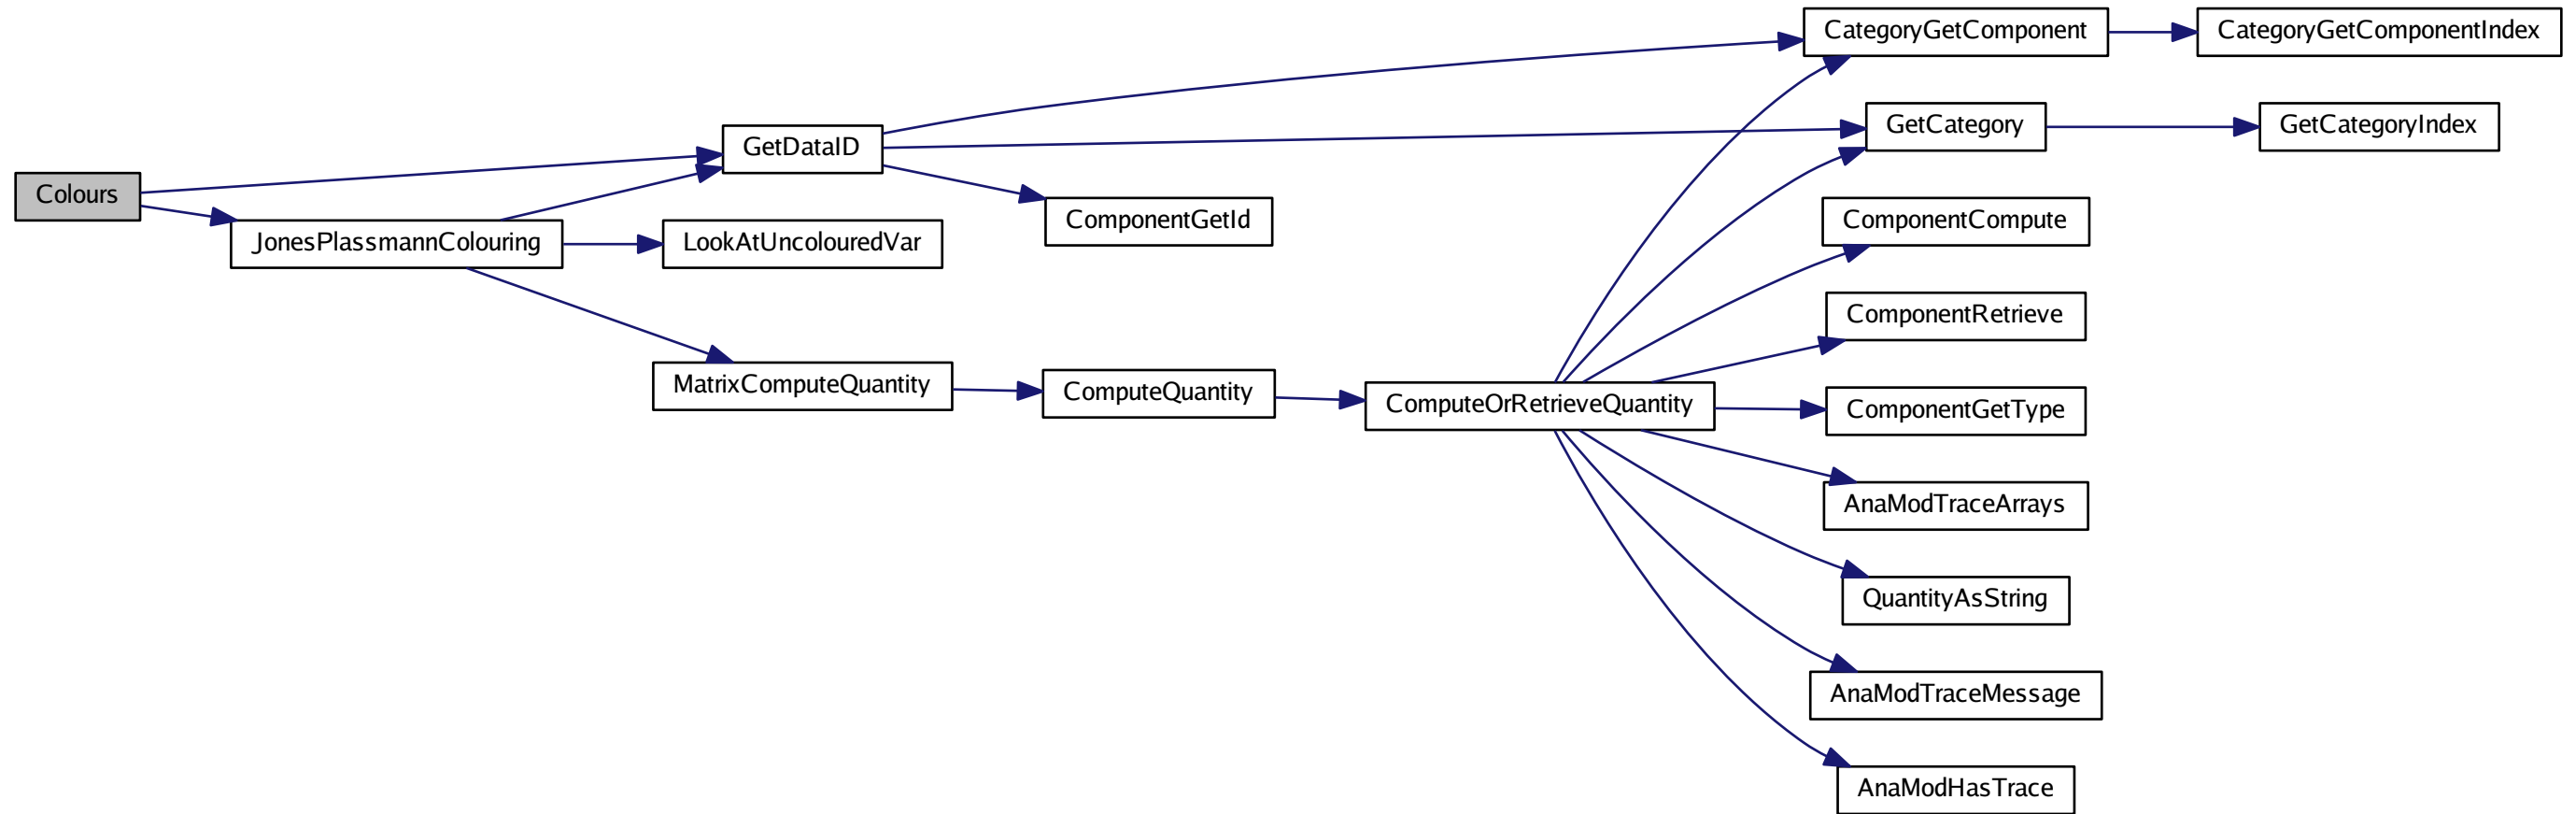 Colours
JonesPlassmannColouring
GetDataID
LookAtUncolouredVar
MatrixComputeQuantity
ComponentGetId
ComputeQuantity
ComputeOrRetrieveQuantity
CategoryGetComponent
GetCategory
ComponentCompute
ComponentRetrieve
ComponentGetType
AnaModTraceArrays
QuantityAsString
AnaModTraceMessage
AnaModHasTrace
CategoryGetComponentIndex
GetCategoryIndex